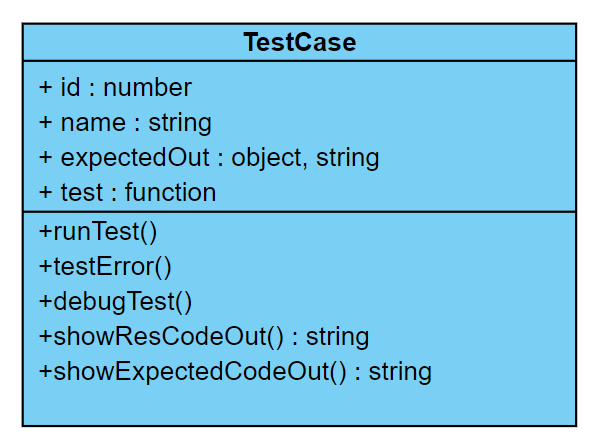 TestCase
+ id : number
+ name : string
+ expectedOut : object, string
+ test : function
+runTest()
+testError()
+debugTest()
+showResCodeOut() : string
+showExpectedCodeOut() : string